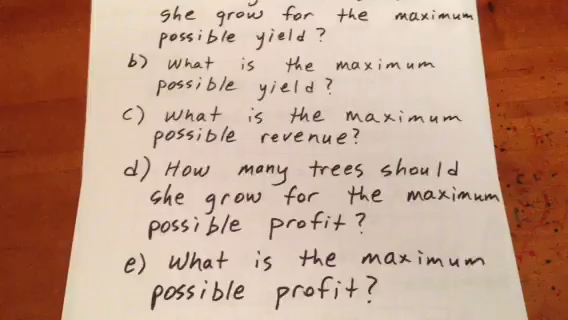 she grow for the maximum
possible yield?
b) What is the maximum
possible yield?
c) What is the maximum
possible revenue?
d) How many trees should
she grow for the maximum
possible profit?
e) What is the maximum
possible profit?